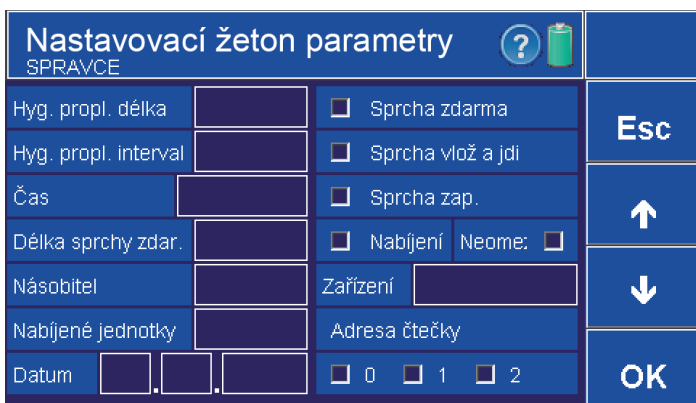 Nastavovací žeton parametry ?
SPRAVCE
Hyg. propl. délka
Hyg. propl. interval
Čas
Délka sprchy zdar.
Násobitel
Nabíjené jednotky
Datum . .
Sprcha zdarma
Sprcha vlož a jdi
Sprcha zap.
Nabíjení Neome:
Zařízení
Adresa čtečky
0 1 2
Esc
↑
↓
OK